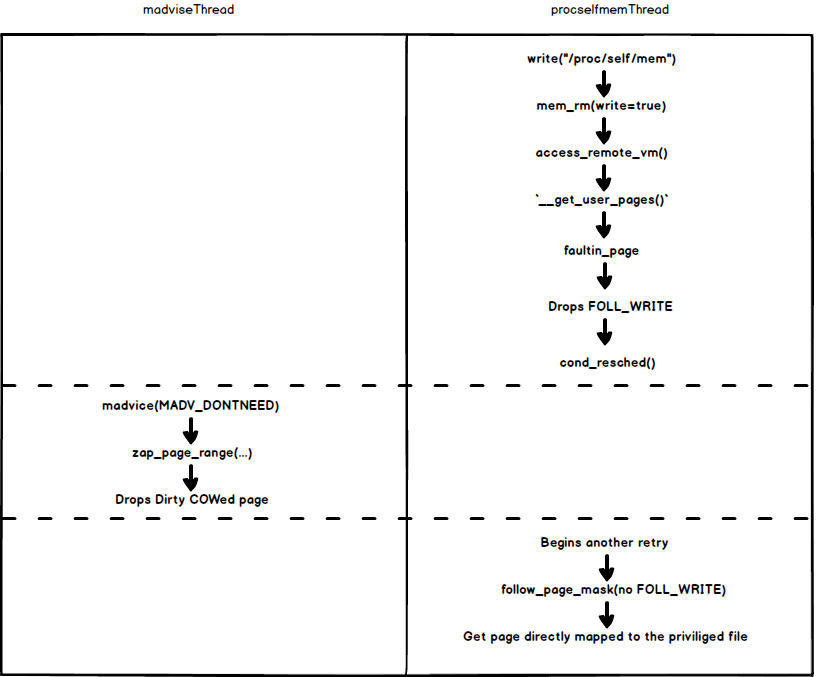 madviseThread
procselfmemThread
write("/proc/self/mem")
mem_rm(write=true)
access_remote_vm()
`__get_user_pages()`
faultin_page
Drops FOLL_WRITE
cond_resched()
madvice(MADV_DONTNEED)
zap_page_range(...)
Drops Dirty COWed page
Begins another retry
follow_page_mask(no FOLL_WRITE)
Get page directly mapped to the priviliged file